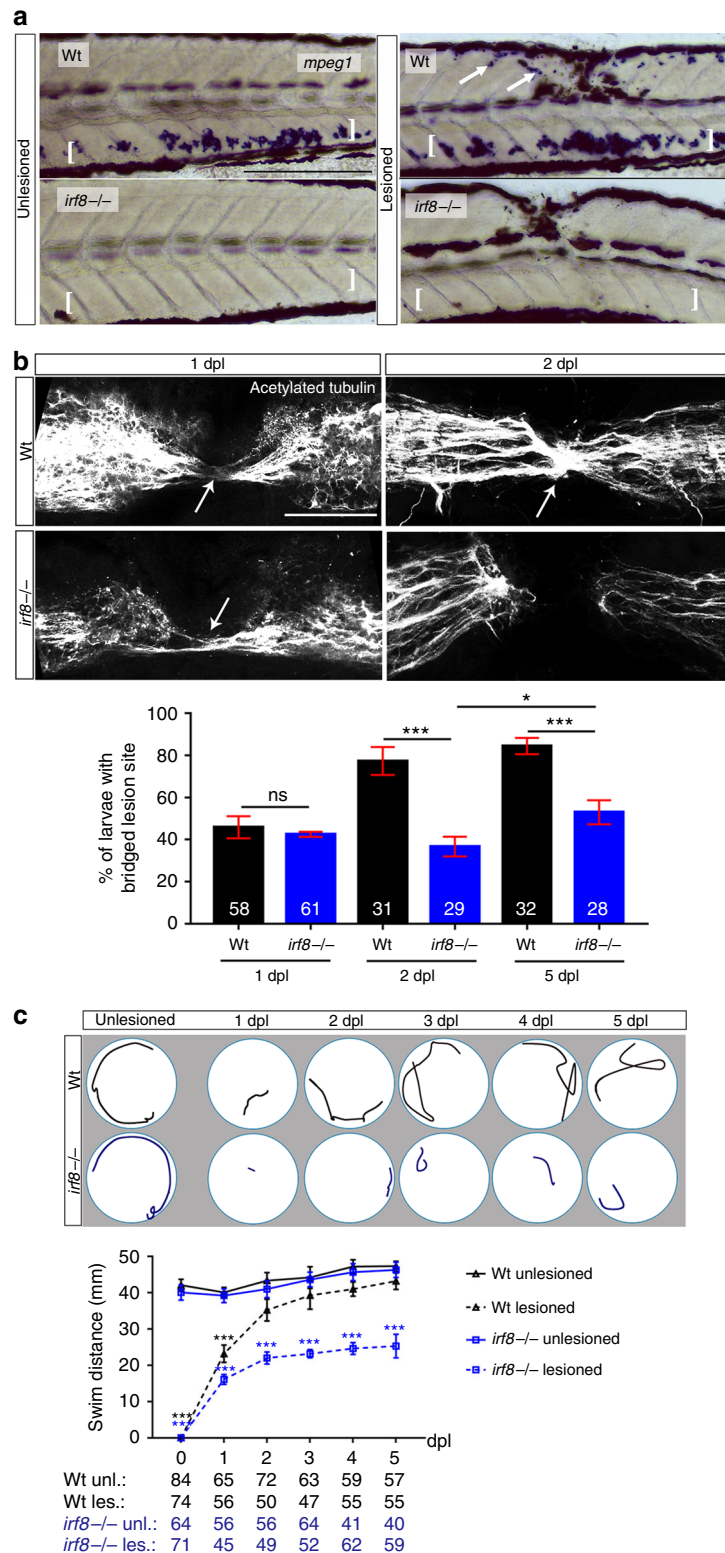 a
Unlesioned
Wt
mpeg1
[
]
irf8–/–
[
]
Lesioned
Wt
[
]
irf8–/–
[
]
b
1 dpl
2 dpl
Wt
Acetylated tubulin
irf8–/–
% of larvae with
bridged lesion site
100
80
60
40
20
0
ns
***
*
***
58 61 31 29 32 28
Wt irf8–/– Wt irf8–/– Wt irf8–/–
1 dpl 2 dpl 5 dpl
c
Unlesioned 1 dpl 2 dpl 3 dpl 4 dpl 5 dpl
Wt
irf8–/–
Swim distance (mm)
50
40
30
20
10
0
***
***
***
***
***
***
***
***
Wt unlesioned
Wt lesioned
irf8–/– unlesioned
irf8–/– lesioned
0 1 2 3 4 5 dpl
Wt unl.: 84 65 72 63 59 57
Wt les.: 74 56 50 47 55 55
irf8–/– unl.: 64 56 56 64 41 40
irf8–/– les.: 71 45 49 52 62 59